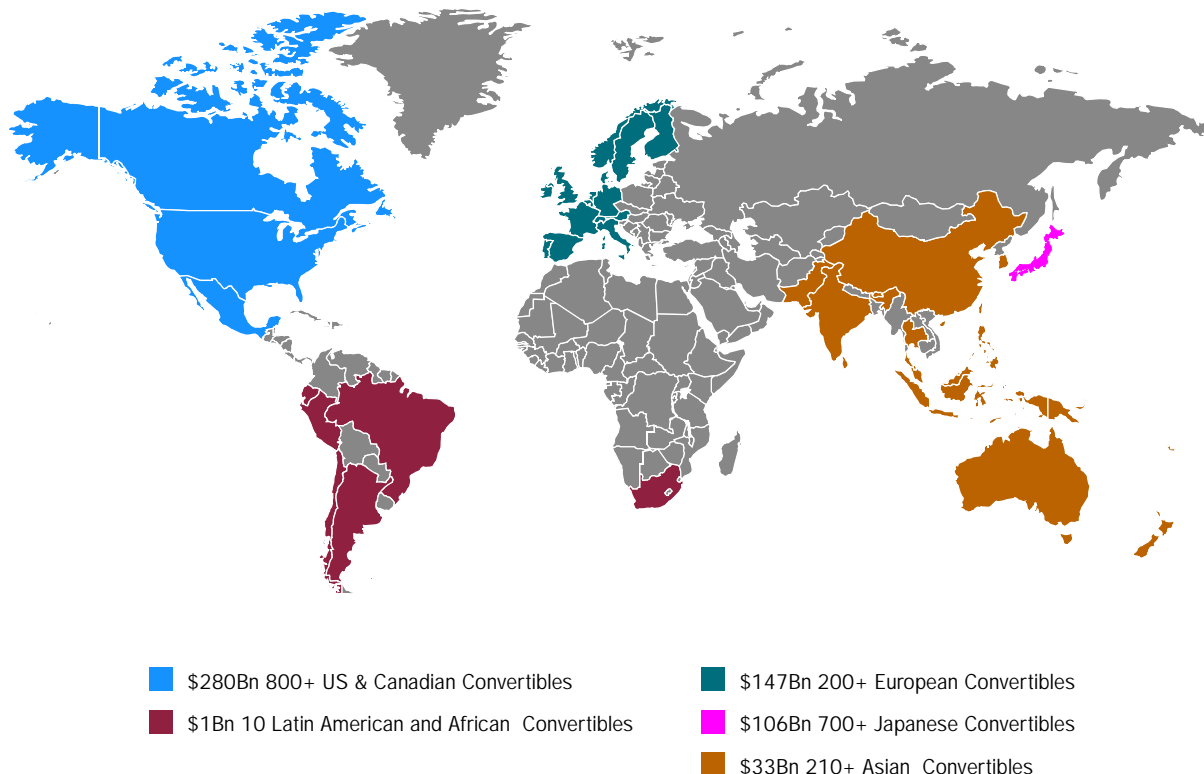 $280Bn 800+ US & Canadian Convertibles
$1Bn 10 Latin American and African  Convertibles
$147Bn 200+ European Convertibles
$106Bn 700+ Japanese Convertibles
$33Bn 210+ Asian  Convertibles